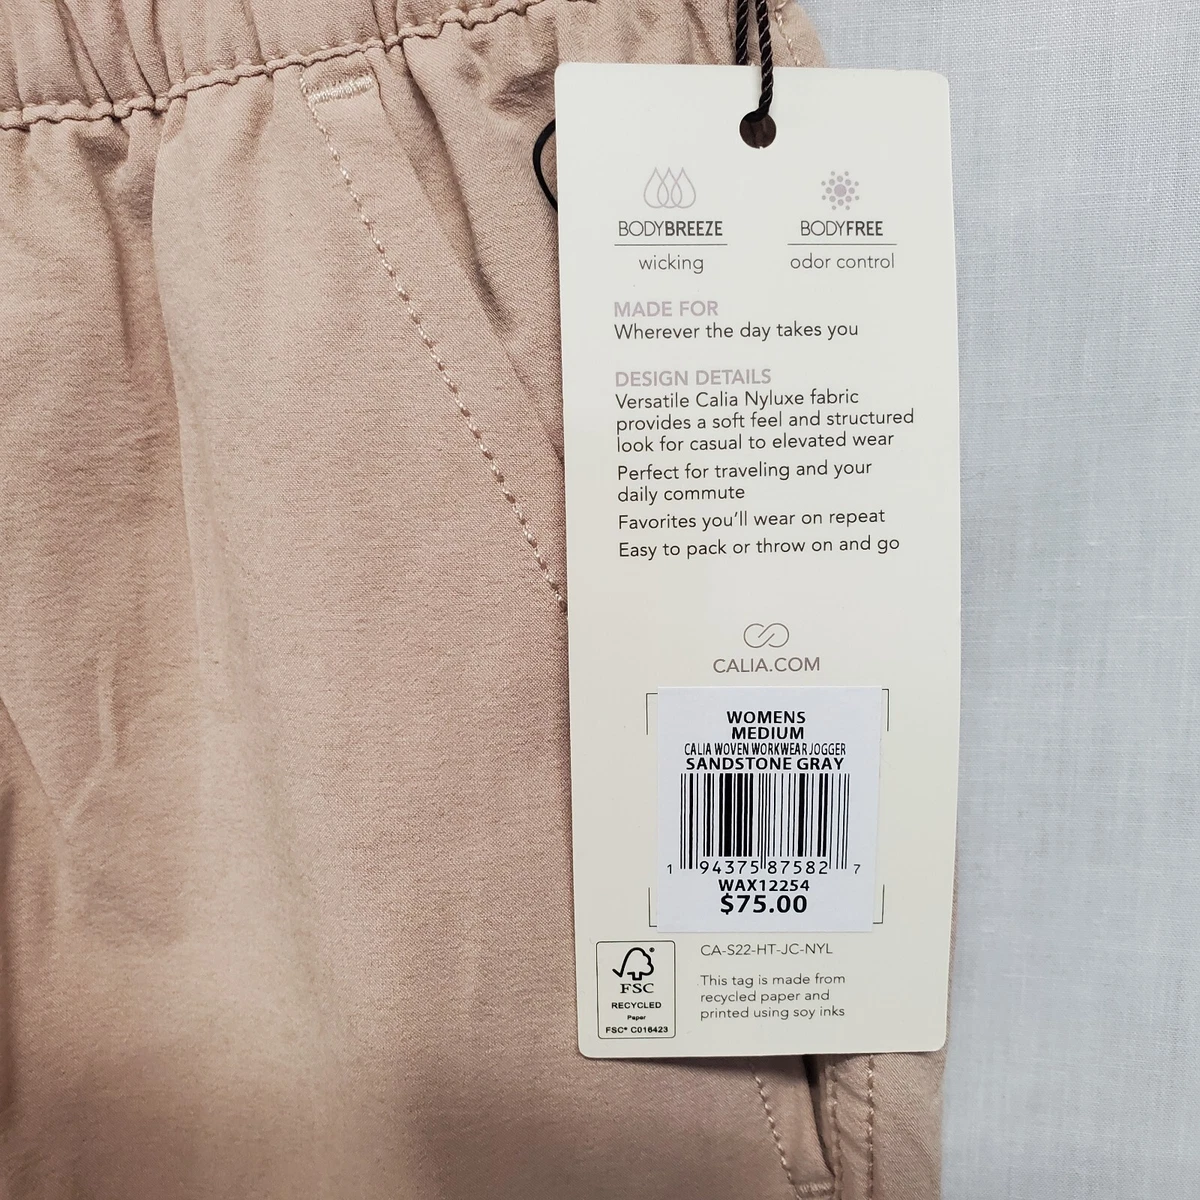 BODYBREEZE
wicking
BODYFREE
odor control
MADE FOR
Wherever the day takes you
DESIGN DETAILS
Versatile Calia Nyluxe fabric
provides a soft feel and structured
look for casual to elevated wear
Perfect for traveling and your
daily commute
Favorites you'll wear on repeat
Easy to pack or throw on and go
CALIA.COM
WOMENS
MEDIUM
CALIA WOVEN WORKWEAR JOGGER
SANDSTONE GRAY
1 94375 87582 7
WAX12254
$75.00
CA-S22-HT-JC-NYL
This tag is made from
recycled paper and
printed using soy inks
FSC
RECYCLED
Paper
FSC® C016423